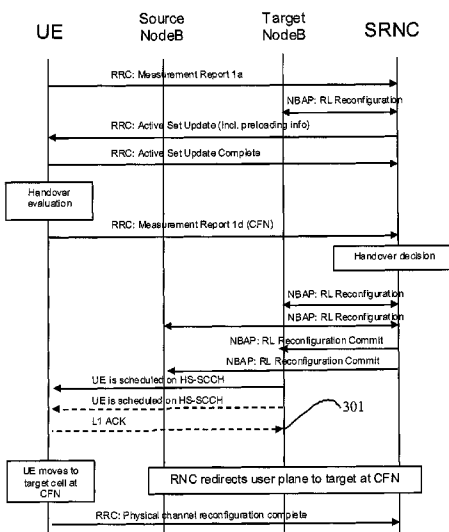 UE
Source
NodeB
Target
NodeB
SRNC
RRC: Measurement Report 1a
NBAP: RL Reconfiguration
RRC: Active Set Update (Incl. preloading info)
RRC: Active Set Update Complete
Handover
evaluation
RRC: Measurement Report 1d (CFN)
Handover decision
NBAP: RL Reconfiguration
NBAP: RL Reconfiguration
NBAP: RL Reconfiguration Commit
NBAP: RL Reconfiguration Commit
UE is scheduled on HS-SCCH
UE is scheduled on HS-SCCH
301
L1 ACK
UE moves to
target cell at
CFN
RNC redirects user plane to target at CFN
RRC: Physical channel reconfiguration complete